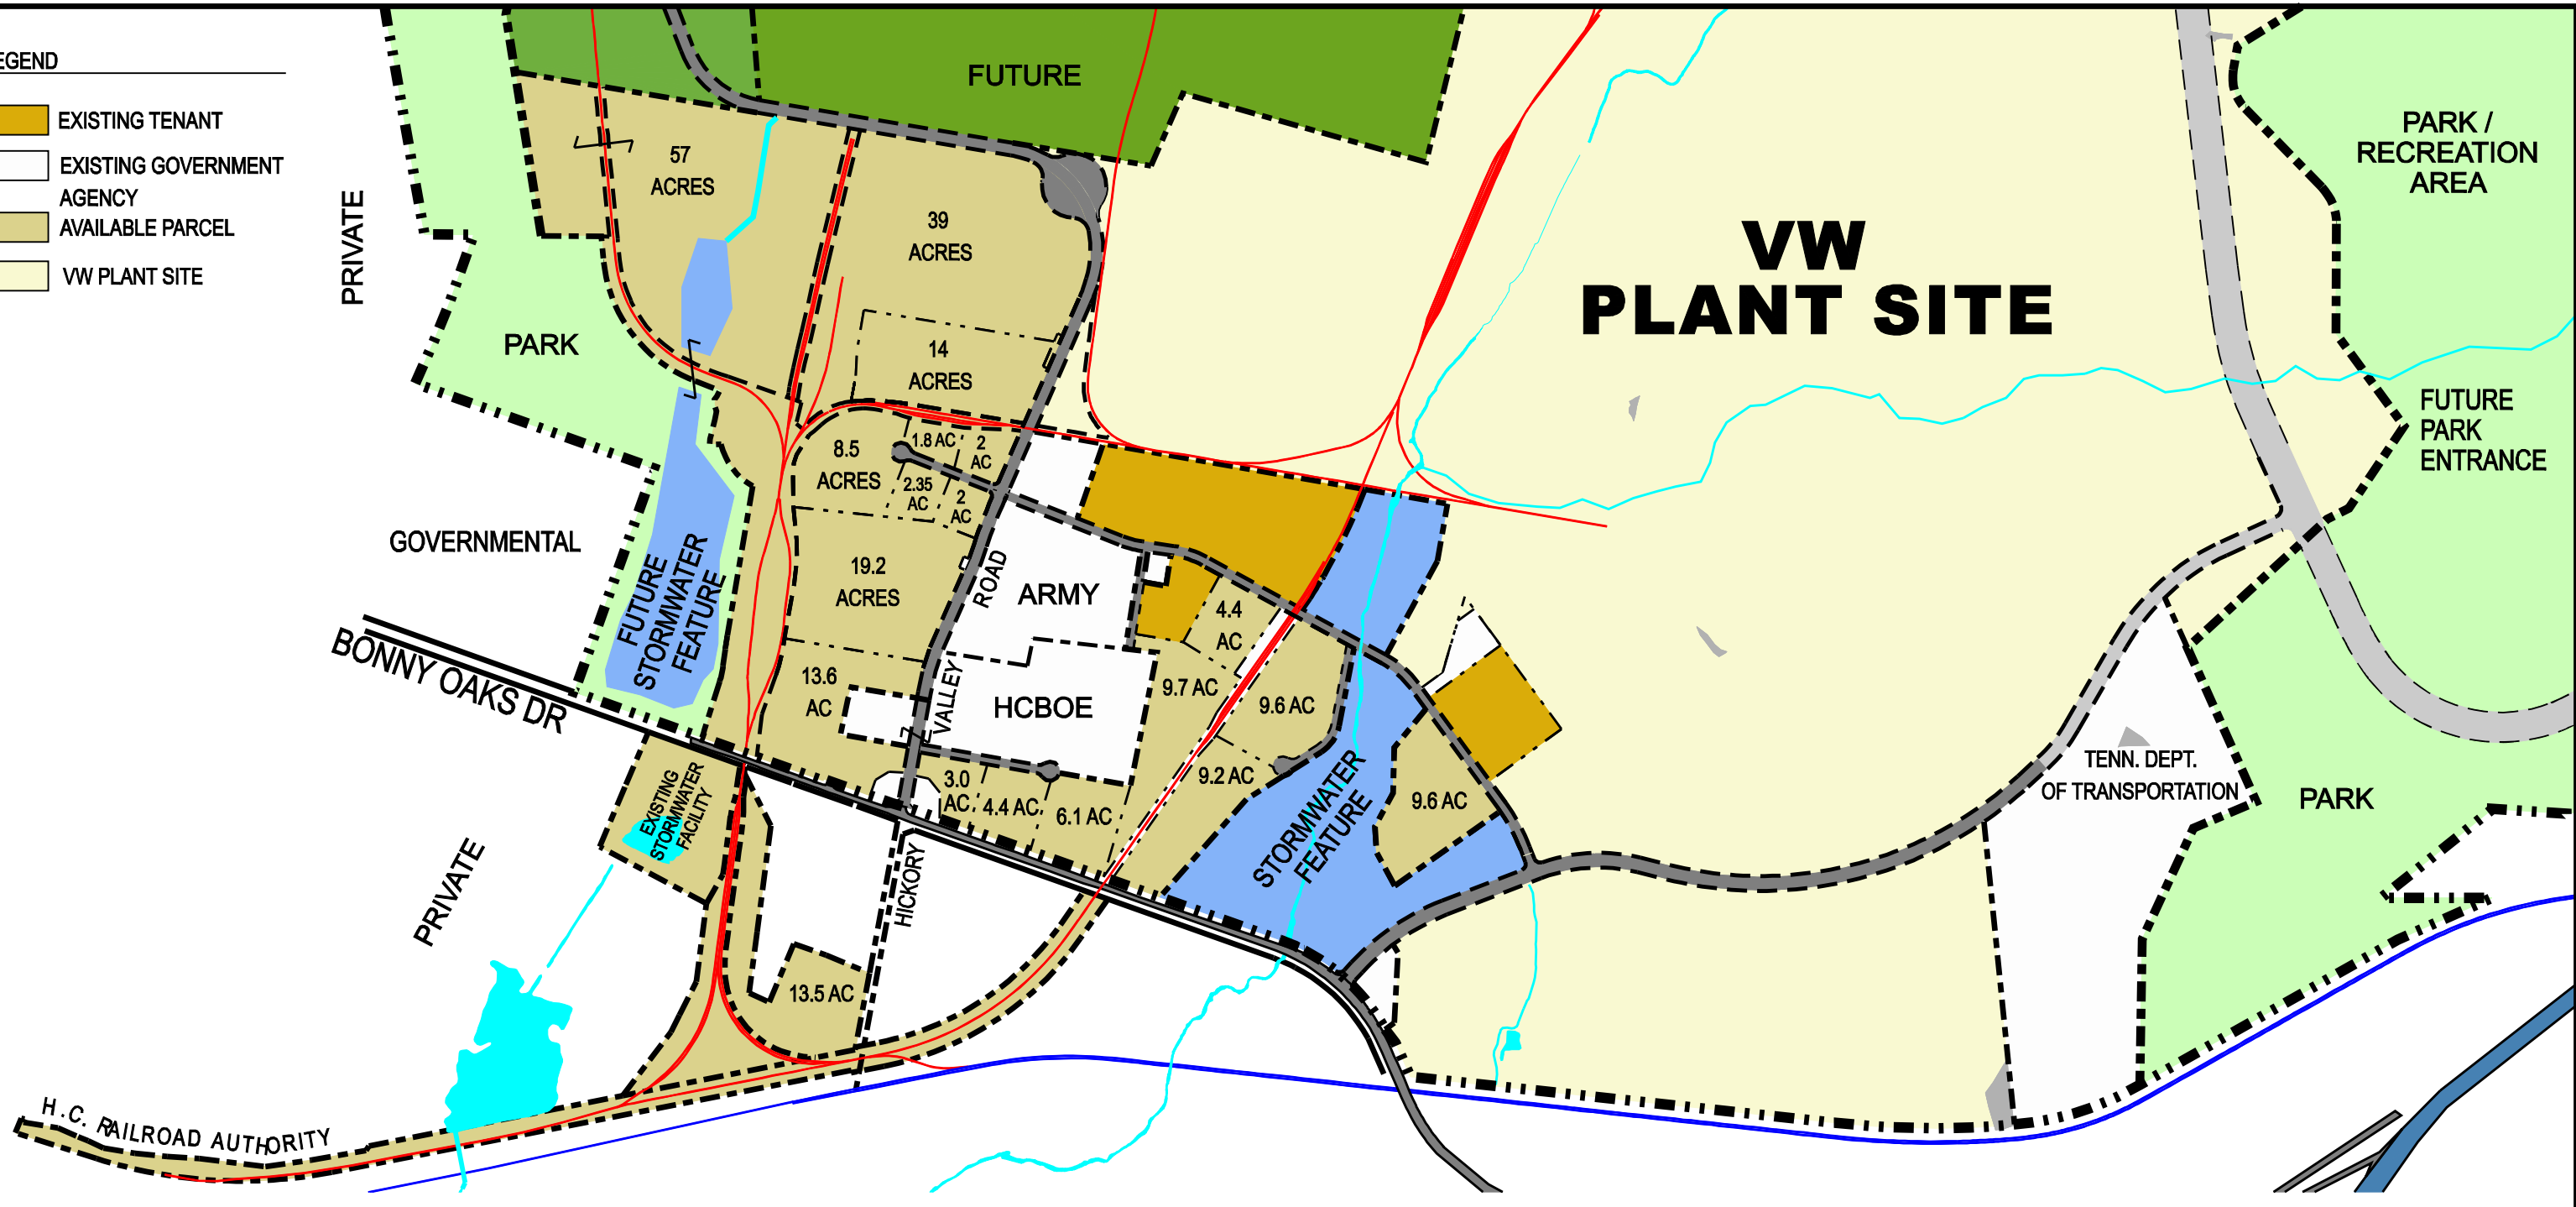 EGEND
EXISTING TENANT
EXISTING GOVERNMENT
AGENCY
AVAILABLE PARCEL
VW PLANT SITE
PRIVATE
PARK
GOVERNMENTAL
BONNY OAKS DR
FUTURE
57
ACRES
39
ACRES
14
ACRES
8.5
ACRES
1.8 AC
2
AC
2.35
AC
2
AC
19.2
ACRES
13.6
AC
FUTURE
STORMWATER
FEATURE
ROAD
VALLEY
ARMY
HCBOE
4.4
AC
9.7 AC
9.6 AC
9.2 AC
9.6 AC
3.0
AC.
4.4 AC
6.1 AC
STORMWATER
FEATURE
EXISTING
STORMWATER
FACILITY
PRIVATE
HICKORY
13.5 AC
H.C. RAILROAD AUTHORITY
VW
PLANT SITE
PARK /
RECREATION
AREA
FUTURE
PARK
ENTRANCE
TENN. DEPT.
OF TRANSPORTATION
PARK